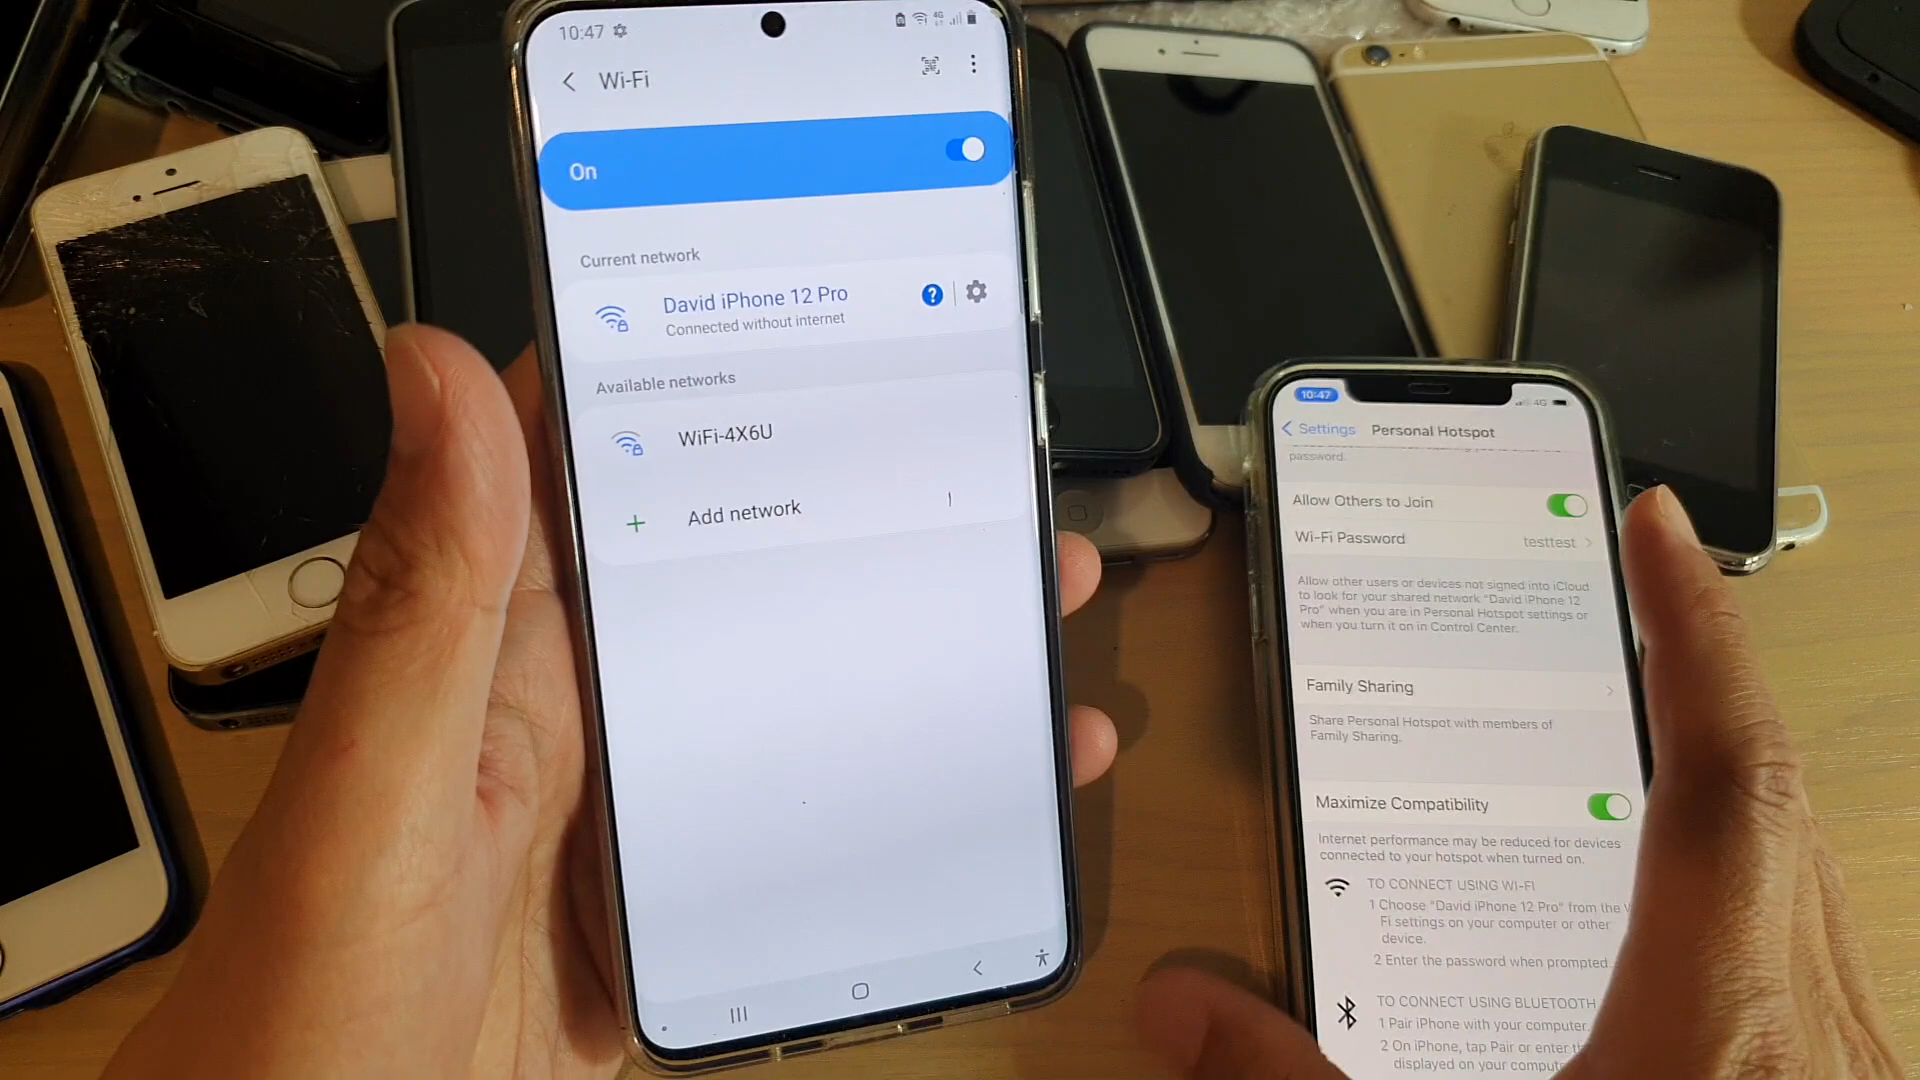 10:47
4G
Wi-Fi
On
Current network
David iPhone 12 Pro
Connected without internet
?
Available networks
WiFi-4X6U
Add network
10:47
4G
Settings
Personal Hotspot
password.
Allow Others to Join
Wi-Fi Password
testtest
Allow other users or devices not signed into iCloud
to look for your shared network "David iPhone 12
Pro" when you are in Personal Hotspot settings or
when you turn it on in Control Center.
Family Sharing
Share Personal Hotspot with members of
Family Sharing.
Maximize Compatibility
Internet performance may be reduced for devices
connected to your hotspot when turned on.
TO CONNECT USING WI-FI
1 Choose "David iPhone 12 Pro" from the
Fi settings on your computer or other
device.
2 Enter the password when prompted.
TO CONNECT USING BLUETOOTH
1 Pair iPhone with your computer.
2 On iPhone, tap Pair or enter
displayed on your